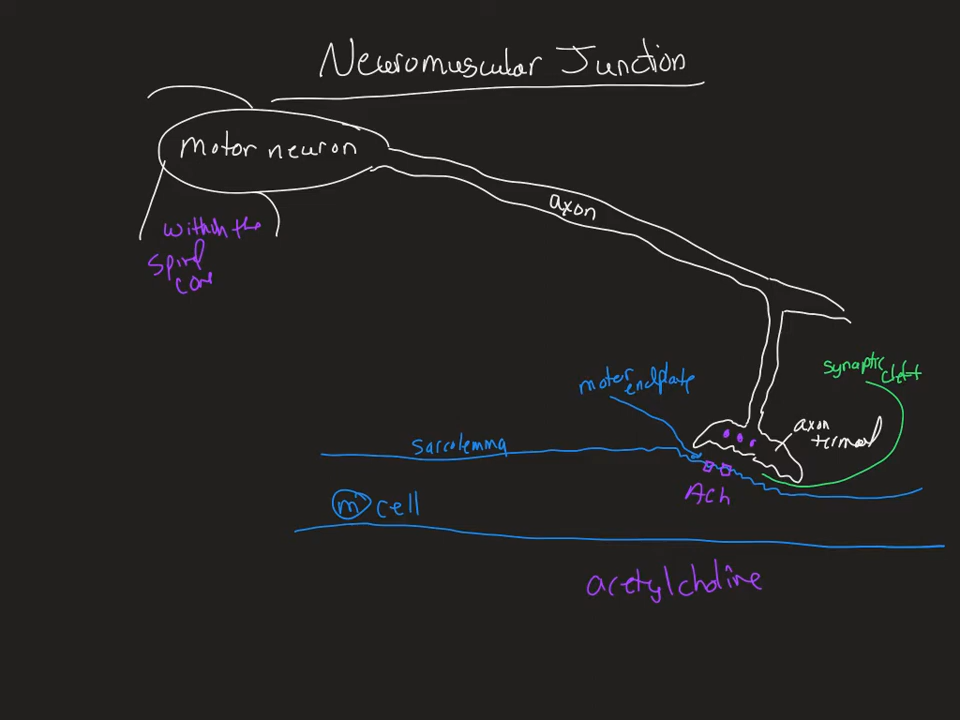 Neuromuscular Junction
motor neuron
axon
within the
spinal
cord
synaptic cleft
motor endplate
axon
terminal
sarcolemma
ACh
m cell
acetylcholine